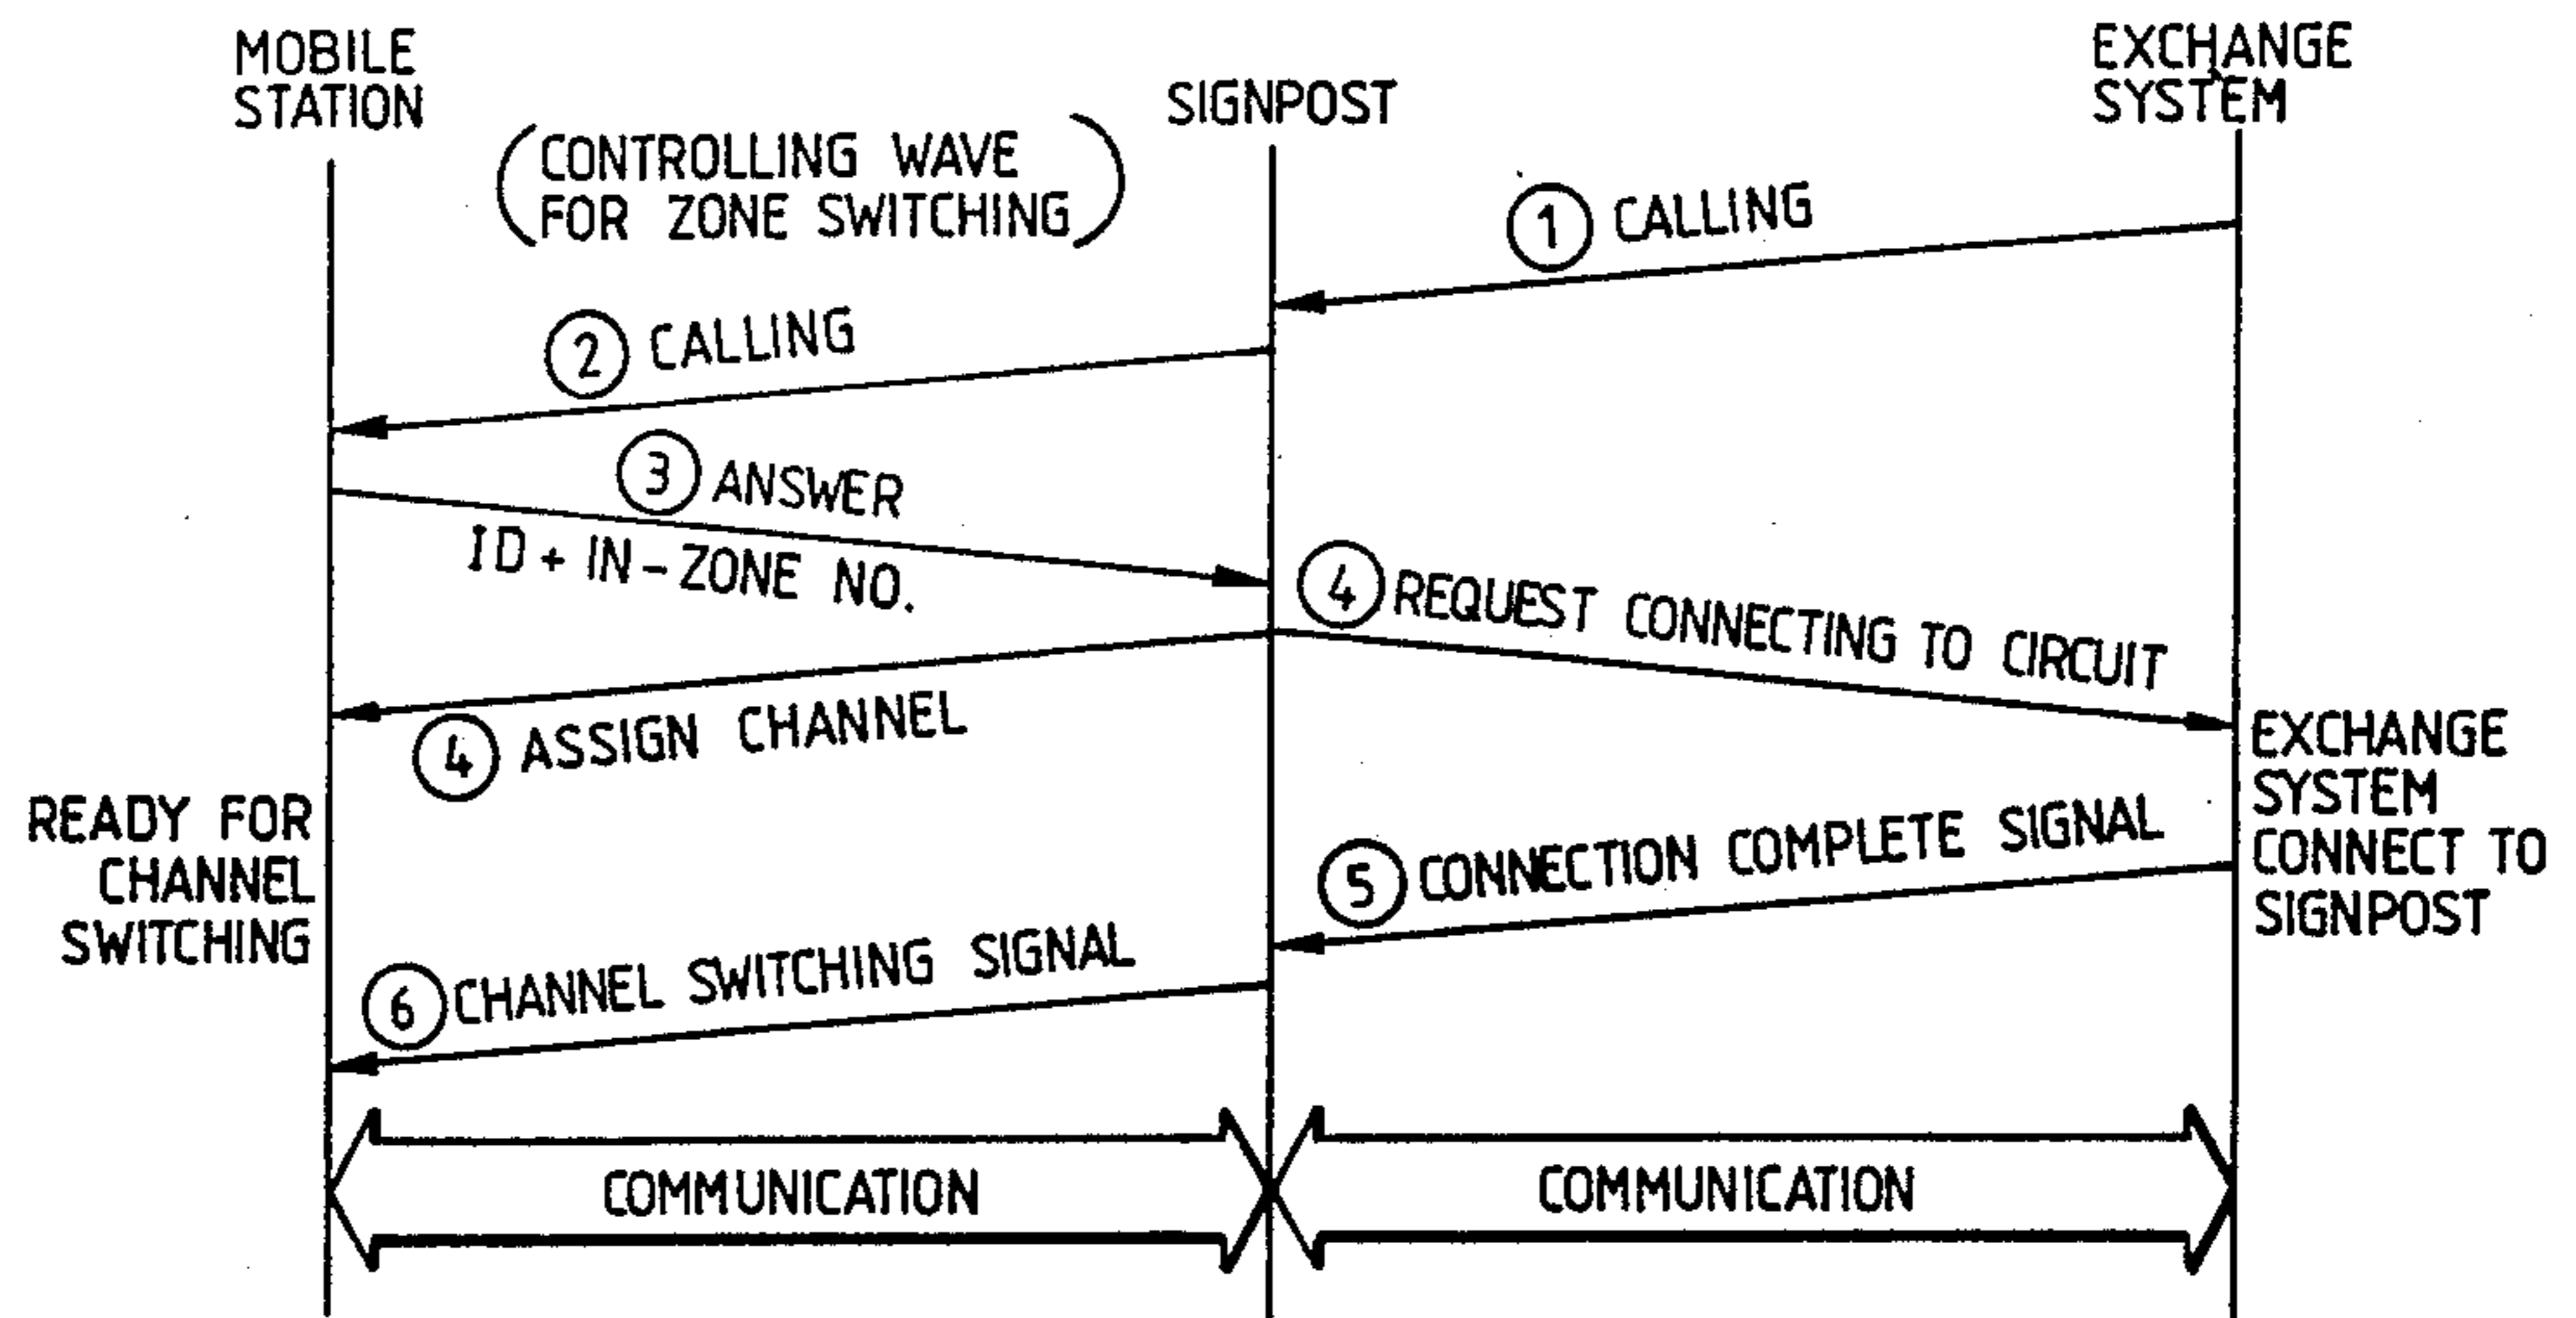 MOBILE
STATION
SIGNPOST
EXCHANGE
SYSTEM
(CONTROLLING WAVE
FOR ZONE SWITCHING)
① CALLING
② CALLING
③ ANSWER
ID + IN-ZONE NO.
④ REQUEST CONNECTING TO CIRCUIT
④ ASSIGN CHANNEL
EXCHANGE
SYSTEM
CONNECT TO
SIGNPOST
READY FOR
CHANNEL
SWITCHING
⑤ CONNECTION COMPLETE SIGNAL
⑥ CHANNEL SWITCHING SIGNAL
COMMUNICATION
COMMUNICATION